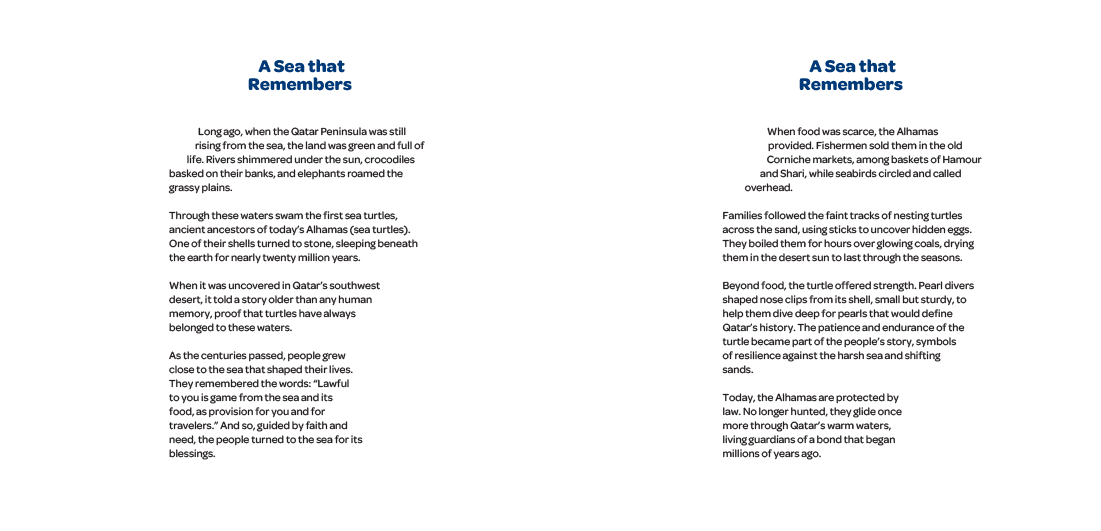 A Sea that
Remembers
Long ago, when the Qatar Peninsula was still
rising from the sea, the land was green and full of
life. Rivers shimmered under the sun, crocodiles
basked on their banks, and elephants roamed the
grassy plains.
Through these waters swam the first sea turtles,
ancient ancestors of today’s Alhamas (sea turtles).
One of their shells turned to stone, sleeping beneath
the earth for nearly twenty million years.
When it was uncovered in Qatar’s southwest
desert, it told a story older than any human
memory, proof that turtles have always
belonged to these waters.
As the centuries passed, people grew
close to the sea that shaped their lives.
They remembered the words: “Lawful
to you is game from the sea and its
food, as provision for you and for
travelers.” And so, guided by faith and
need, the people turned to the sea for its
blessings.
A Sea that
Remembers
When food was scarce, the Alhamas
provided. Fishermen sold them in the old
Corniche markets, among baskets of Hamour
and Shari, while seabirds circled and called
overhead.
Families followed the faint tracks of nesting turtles
across the sand, using sticks to uncover hidden eggs.
They boiled them for hours over glowing coals, drying
them in the desert sun to last through the seasons.
Beyond food, the turtle offered strength. Pearl divers
shaped nose clips from its shell, small but sturdy, to
help them dive deep for pearls that would define
Qatar’s history. The patience and endurance of the
turtle became part of the people’s story, symbols
of resilience against the harsh sea and shifting
sands.
Today, the Alhamas are protected by
law. No longer hunted, they glide once
more through Qatar’s warm waters,
living guardians of a bond that began
millions of years ago.